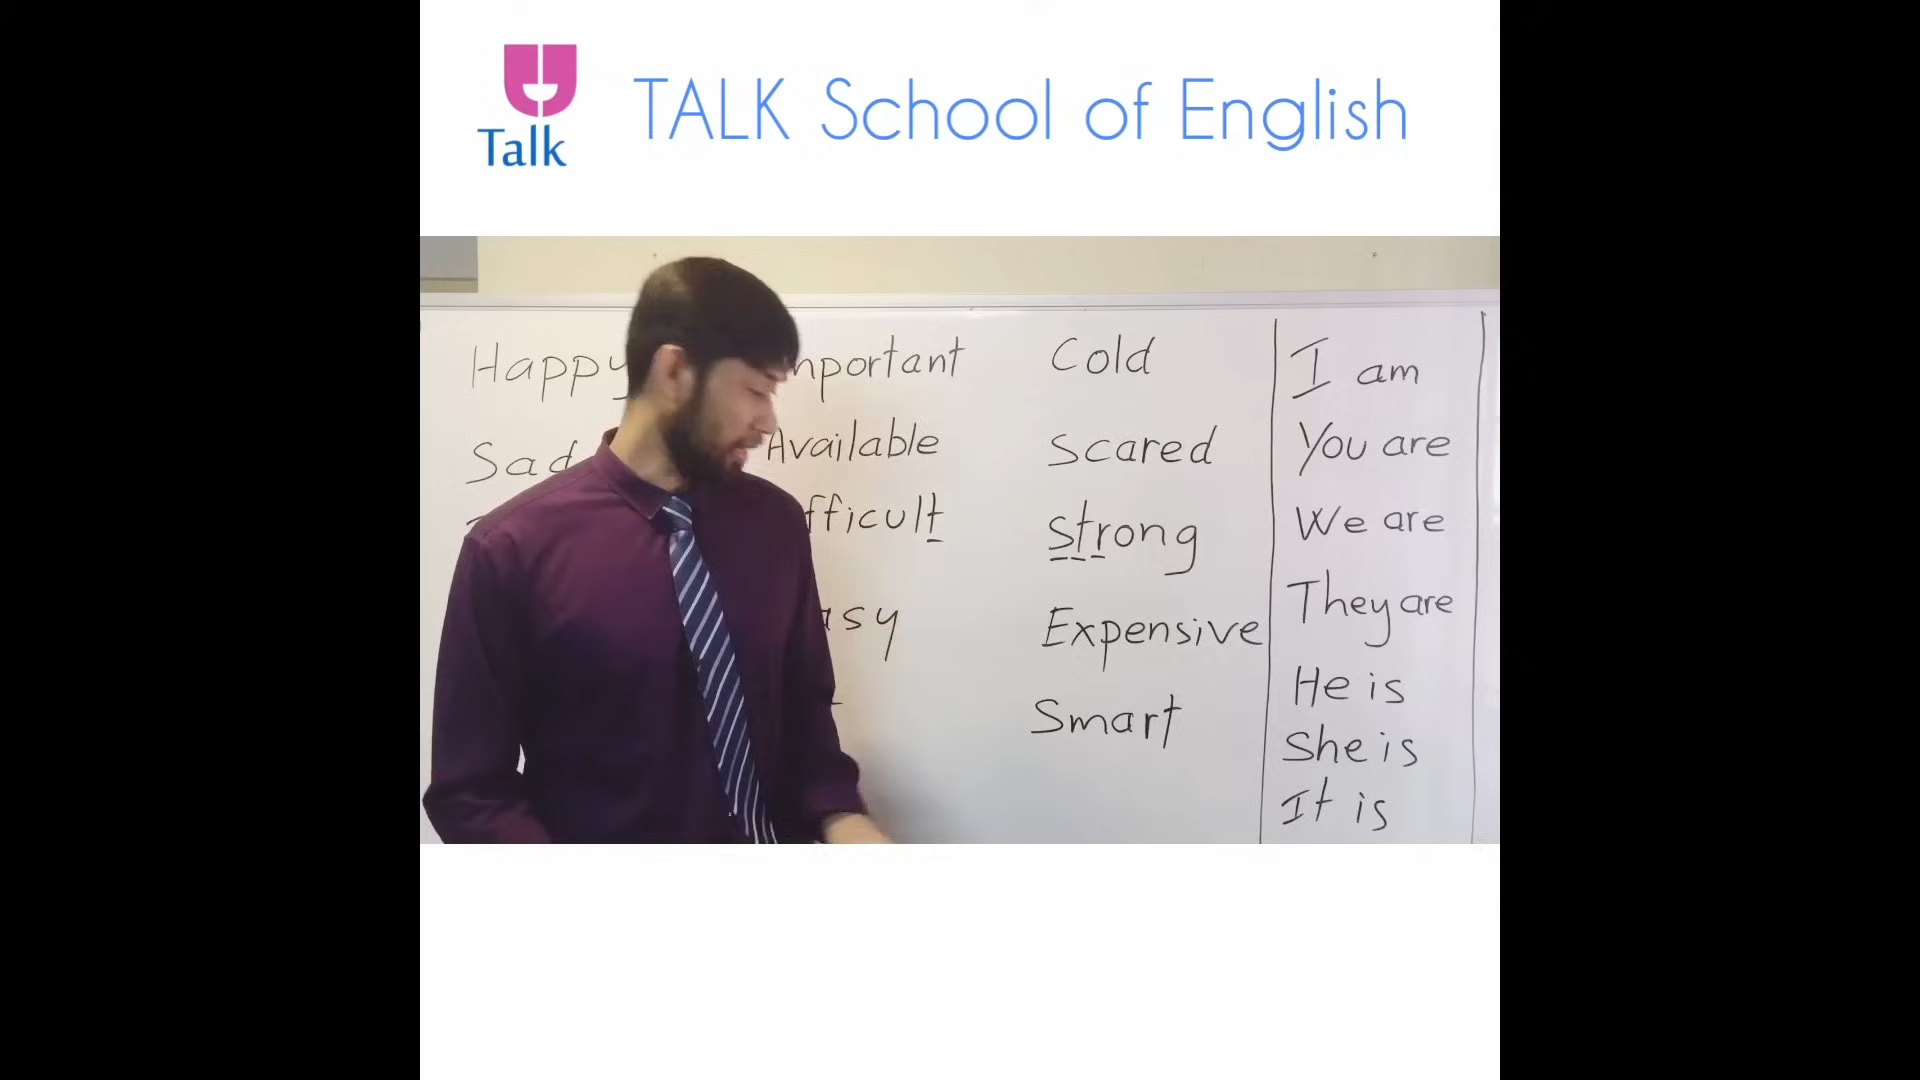 Talk
TALK School of English
Happy
Sad
Available
Cold
scared
strong
Expensive
Smart
I am
You are
We are
They are
He is
She is
It is